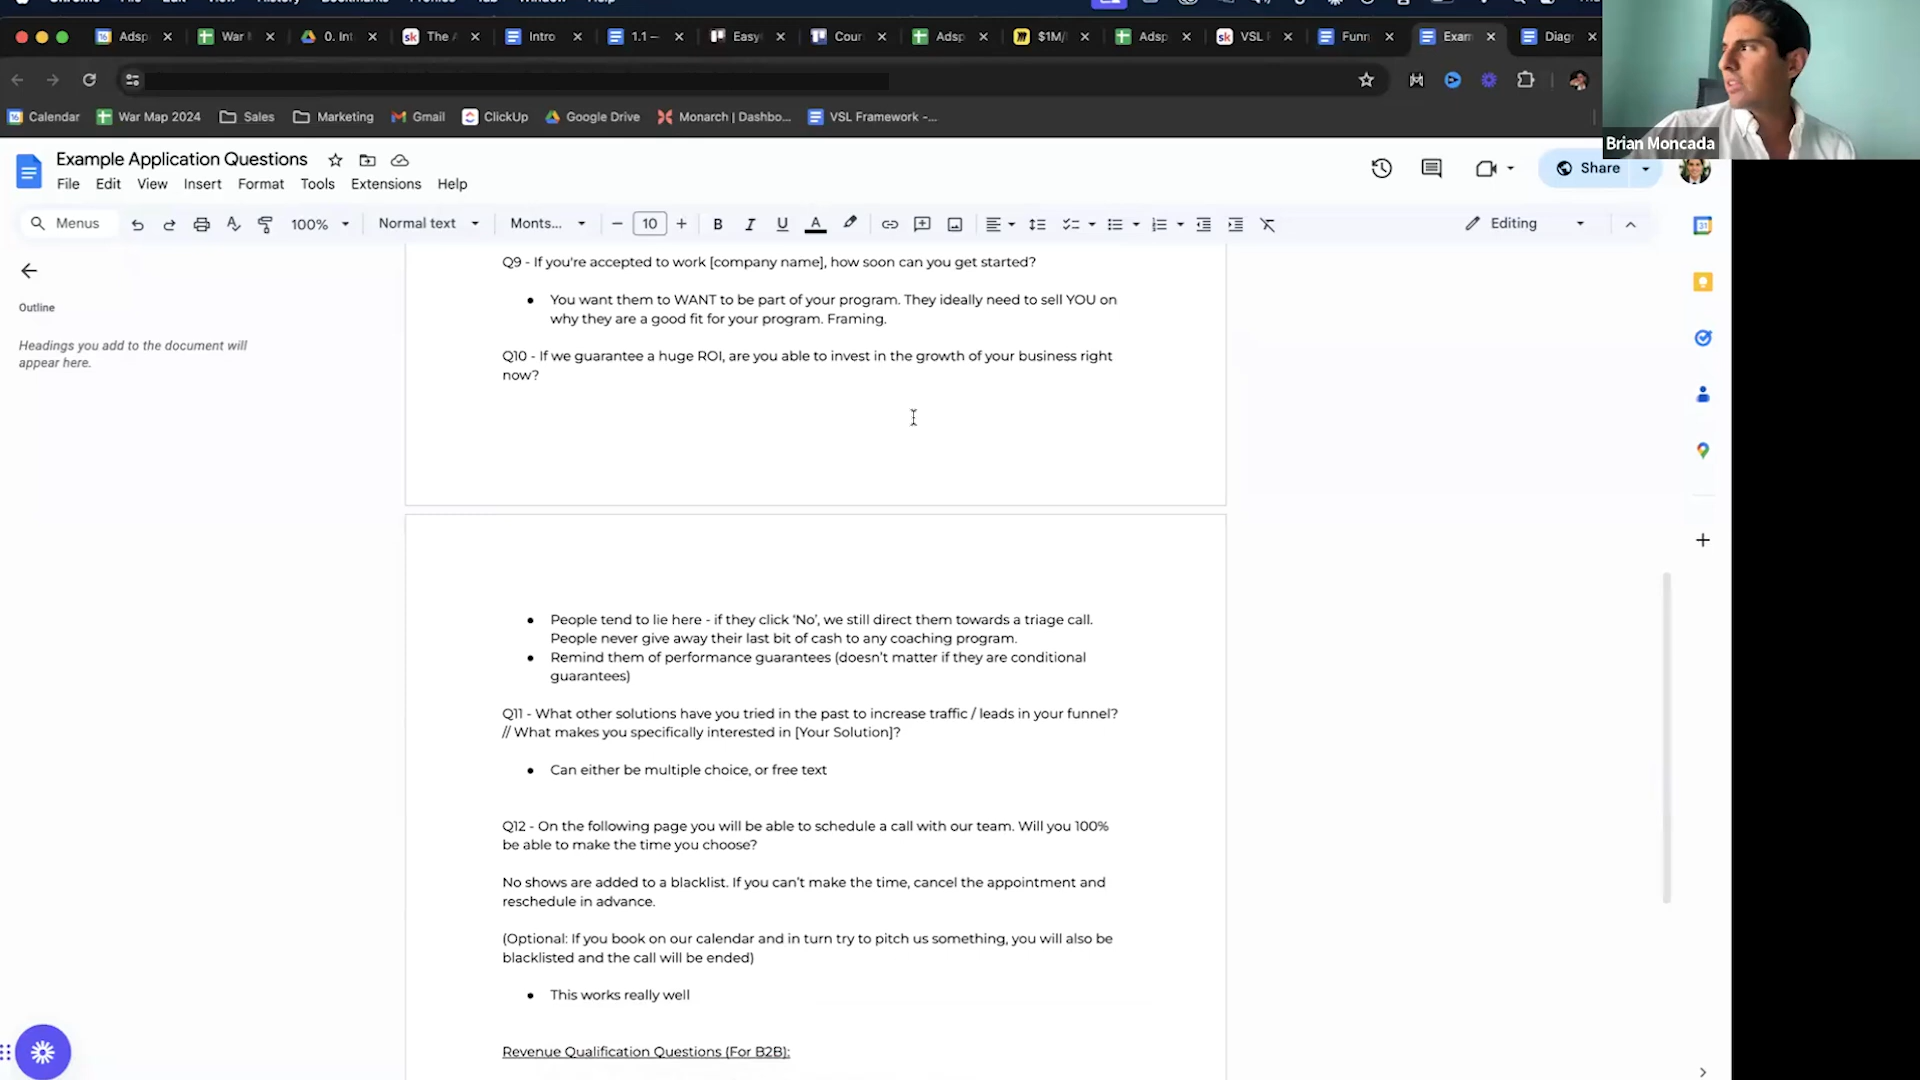 Adsp
War
0. Int
The
Intro
1.1 –
Easy
Cour
Adsp
$1M/
Adsp
VSL
Funn
Exam
Diag
Calendar
War Map 2024
Sales
Marketing
Gmail
ClickUp
Google Drive
Monarch | Dashbo...
VSL Framework -...
Brian Moncada
Example Application Questions
File Edit View Insert Format Tools Extensions Help
Share
Menus
100%
Normal text
Monts...
10
Editing
Outline
Headings you add to the document will
appear here.
Q9 - If you're accepted to work [company name], how soon can you get started?
● You want them to WANT to be part of your program. They ideally need to sell YOU on
why they are a good fit for your program. Framing.
Q10 - If we guarantee a huge ROI, are you able to invest in the growth of your business right
now?
● People tend to lie here - if they click ‘No’, we still direct them towards a triage call.
People never give away their last bit of cash to any coaching program.
● Remind them of performance guarantees (doesn’t matter if they are conditional
guarantees)
Q11 - What other solutions have you tried in the past to increase traffic / leads in your funnel?
// What makes you specifically interested in [Your Solution]?
● Can either be multiple choice, or free text
Q12 - On the following page you will be able to schedule a call with our team. Will you 100%
be able to make the time you choose?
No shows are added to a blacklist. If you can’t make the time, cancel the appointment and
reschedule in advance.
(Optional: If you book on our calendar and in turn try to pitch us something, you will also be
blacklisted and the call will be ended)
● This works really well
Revenue Qualification Questions (For B2B):